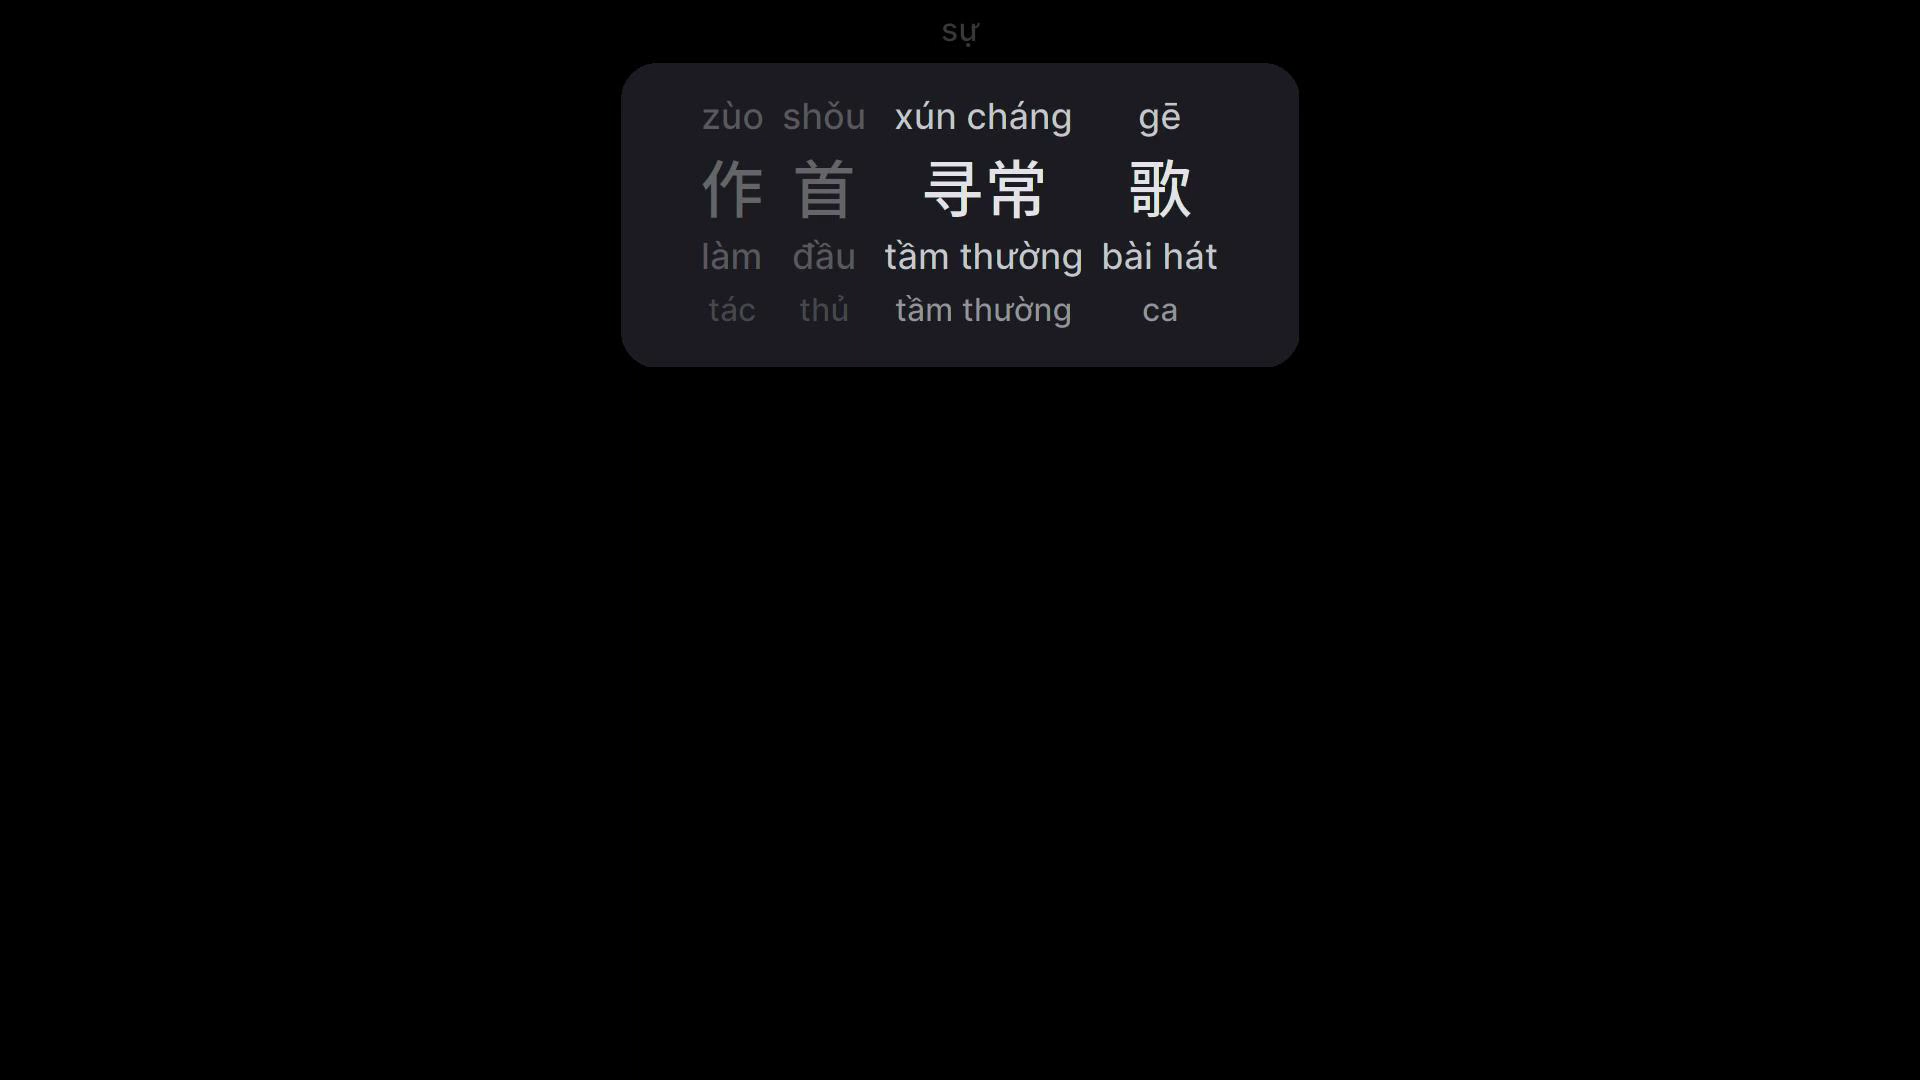 sự
zùo shǒu xún cháng gē
作 首 寻常 歌
làm đầu tầm thường bài hát
tác thủ tầm thường ca